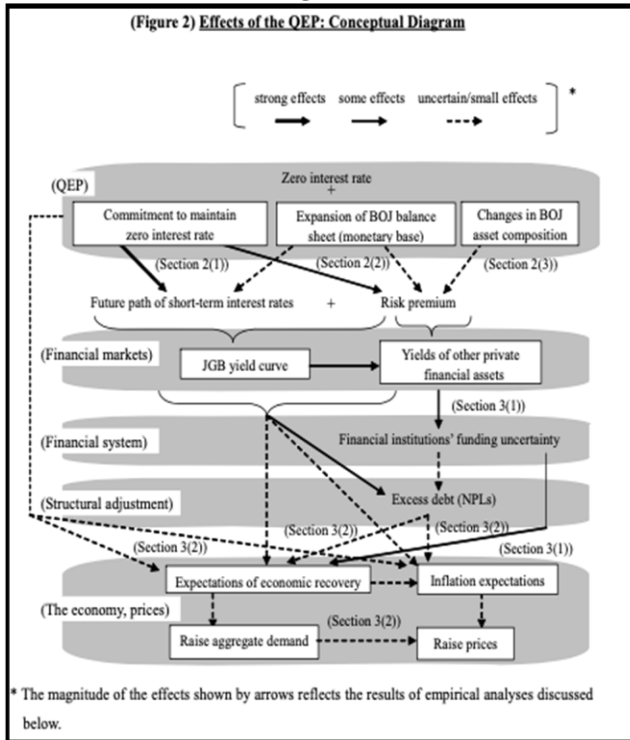 (Figure 2) Effects of the QEP: Conceptual Diagram
strong effects some effects uncertain/small effects *
Zero interest rate
(QEP) +
Commitment to maintain zero interest rate
Expansion of BOJ balance sheet (monetary base)
Changes in BOJ asset composition
(Section 2(1)) (Section 2(2)) (Section 2(3))
Future path of short-term interest rates + Risk premium
(Financial markets)
JGB yield curve
Yields of other private financial assets
(Section 3(1))
(Financial system) Financial institutions' funding uncertainty
(Structural adjustment) Excess debt (NPLs)
(Section 3(2)) (Section 3(2))
(Section 3(2)) (Section 3(1))
Expectations of economic recovery Inflation expectations
(The economy, prices) (Section 3(2))
Raise aggregate demand Raise prices
* The magnitude of the effects shown by arrows reflects the results of empirical analyses discussed
below.